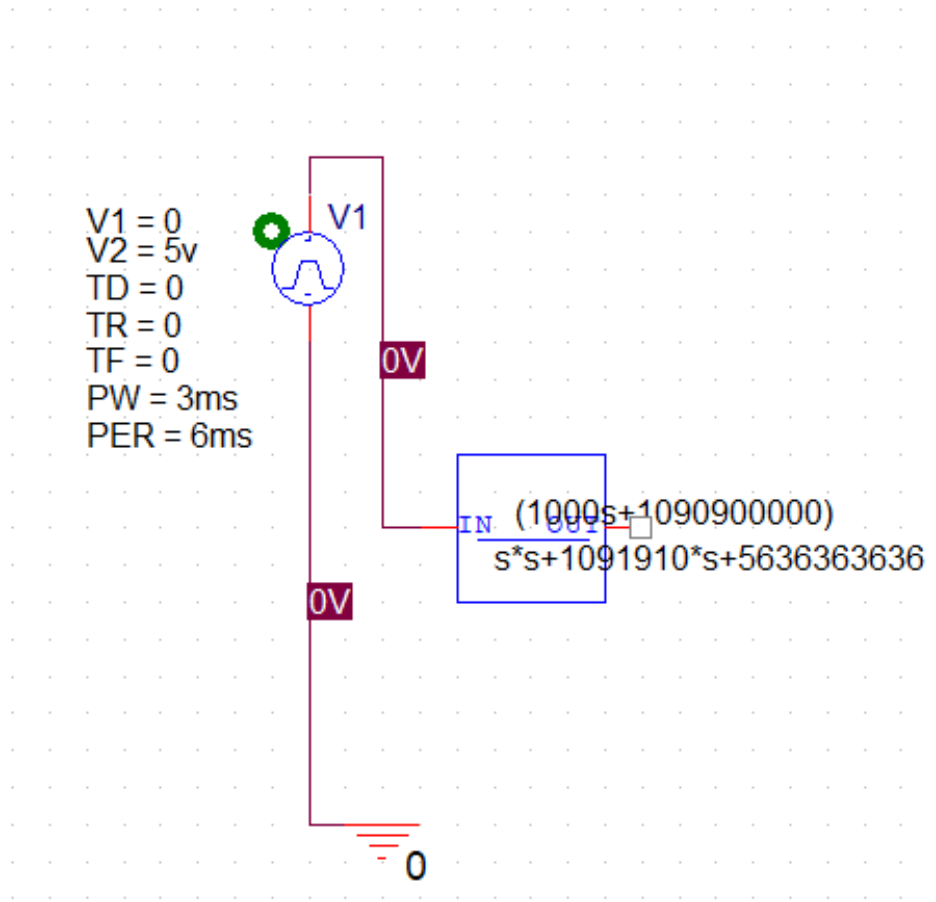 V1 = 0
V2 = 5v
TD = 0
TR = 0
TF = 0
PW = 3ms
PER = 6ms
V1
0V
IN
OUT
(1000s+1090900000)
s*s+1091910*s+5636363636
0V
0